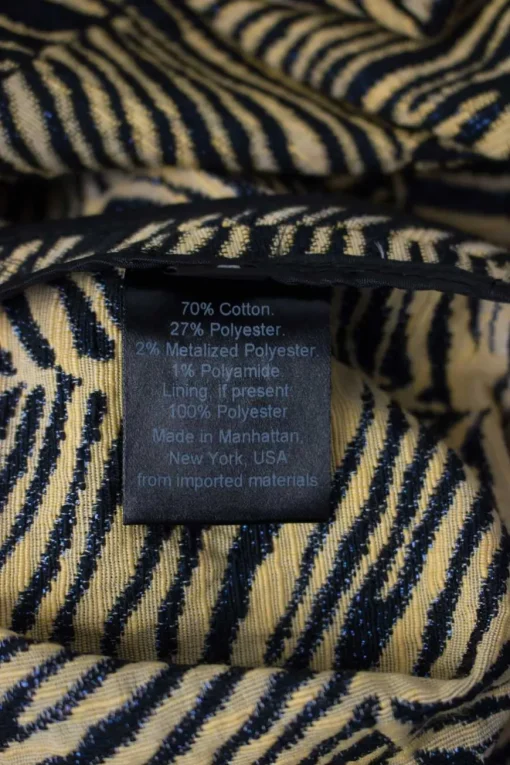 70% Cotton.
27% Polyester.
2% Metalized Polyester.
1% Polyamide.
Lining, if present
100% Polyester
Made in Manhattan,
New York, USA
from imported materials